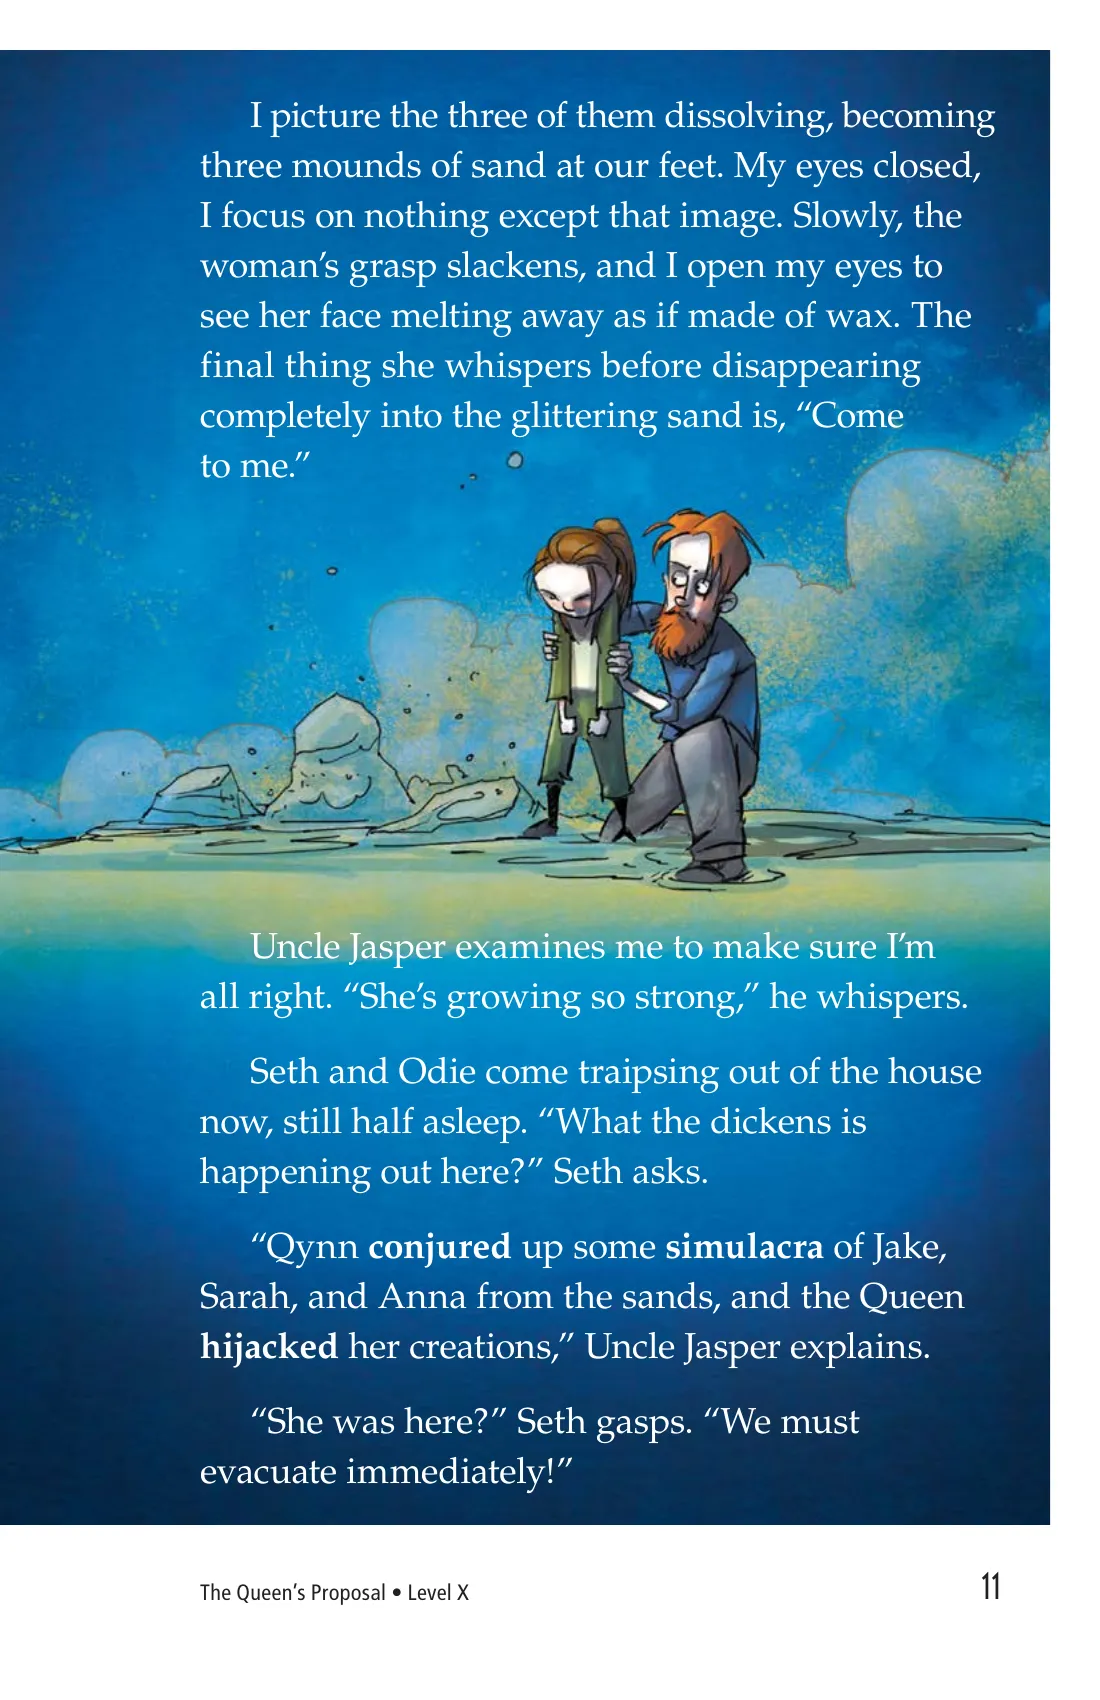 I picture the three of them dissolving, becoming
three mounds of sand at our feet. My eyes closed,
I focus on nothing except that image. Slowly, the
woman’s grasp slackens, and I open my eyes to
see her face melting away as if made of wax. The
final thing she whispers before disappearing
completely into the glittering sand is, “Come
to me.”
Uncle Jasper examines me to make sure I’m
all right. “She’s growing so strong,” he whispers.
Seth and Odie come traipsing out of the house
now, still half asleep. “What the dickens is
happening out here?” Seth asks.
“Qynn conjured up some simulacra of Jake,
Sarah, and Anna from the sands, and the Queen
hijacked her creations,” Uncle Jasper explains.
“She was here?” Seth gasps. “We must
evacuate immediately!”
The Queen’s Proposal • Level X
11